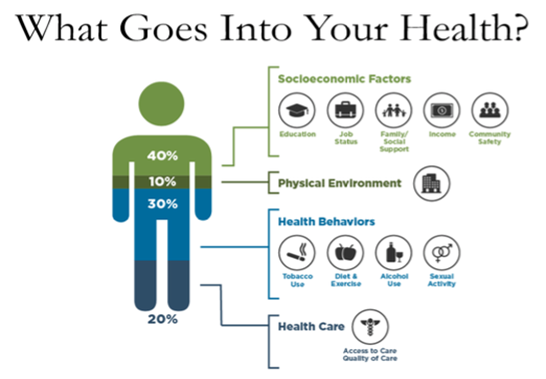 What Goes Into Your Health?
Socioeconomic Factors
Education
Job
Status
Family/
Social
Support
Income
Community
Safety
40%
10%
Physical Environment
30%
Health Behaviors
Tobacco
Use
Diet &
Exercise
Alcohol
Use
Sexual
Activity
20%
Health Care
Access to Care
Quality of Care